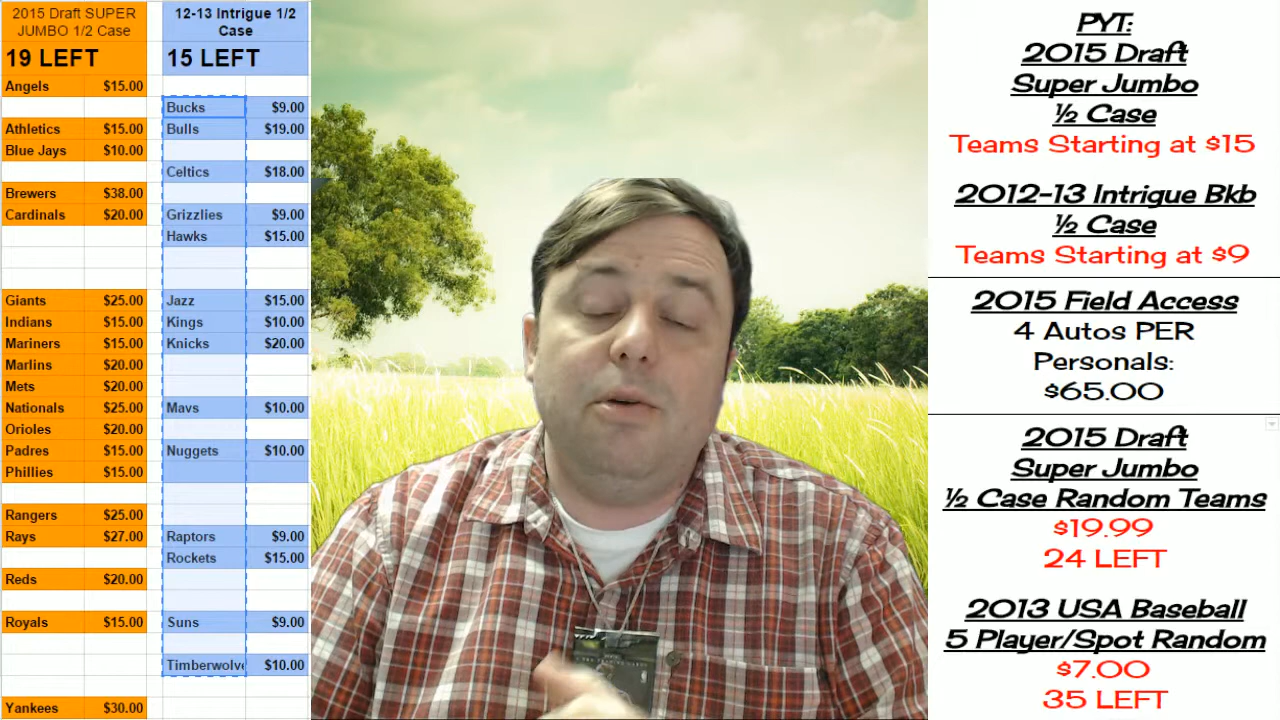 2015 Draft SUPER
JUMBO 1/2 Case
19 LEFT
Angels $15.00
Athletics $15.00
Blue Jays $10.00
Brewers $38.00
Cardinals $20.00
Giants $25.00
Indians $15.00
Mariners $15.00
Marlins $20.00
Mets $20.00
Nationals $25.00
Orioles $20.00
Padres $15.00
Phillies $15.00
Rangers $25.00
Rays $27.00
Reds $20.00
Royals $15.00
Yankees $30.00
12-13 Intrigue 1/2
Case
15 LEFT
Bucks $9.00
Bulls $19.00
Celtics $18.00
Grizzlies $9.00
Hawks $15.00
Jazz $15.00
Kings $10.00
Knicks $20.00
Mavs $10.00
Nuggets $10.00
Raptors $9.00
Rockets $15.00
Suns $9.00
Timberwolve $10.00
PYT:
2015 Draft
Super Jumbo
½ Case
Teams Starting at $15
2012-13 Intrigue Bkb
½ Case
Teams Starting at $9
2015 Field Access
4 Autos PER
Personals:
$65.00
2015 Draft
Super Jumbo
½ Case Random Teams
$19.99
24 LEFT
2013 USA Baseball
5 Player/Spot Random
$7.00
35 LEFT